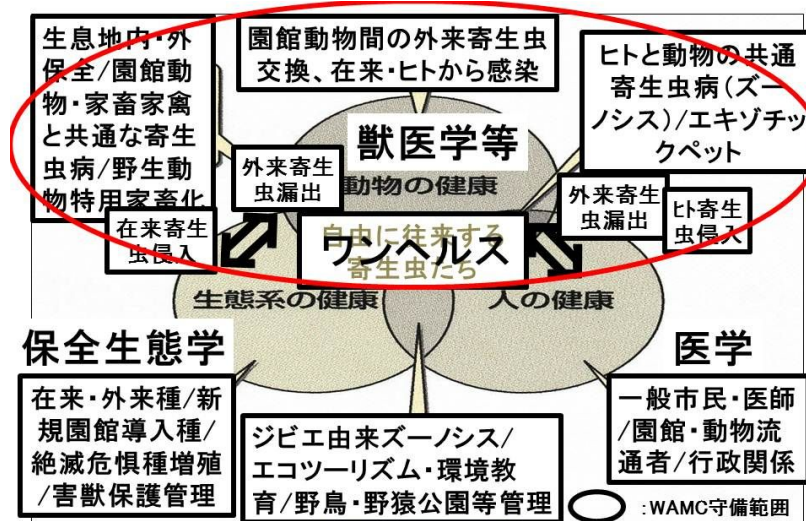 生息地内・外
保全/園館動
物・家畜家禽
と共通な寄生
虫病/野生動
物特用家畜化
園館動物間の外来寄生虫
交換、在来・ヒトから感染
ヒトと動物の共通
寄生虫病(ズー
ノシス)/エキゾチッ
クペット
獣医学等
動物の健康
外来寄生
虫漏出
在来寄生
虫侵入
外来寄生
虫漏出
ヒト寄生
虫侵入
自由に往来する
ワンヘルス
寄生虫たち
生態系の健康
人の健康
保全生態学
医学
在来・外来種/新
規園館導入種/
絶滅危惧種増殖
/害獣保護管理
ジビエ由来ズーノシス/
エコツーリズム・環境教
育/野鳥・野猿公園等管理
一般市民・医師
/園館・動物流
通者/行政関係
:WAMC守備範囲